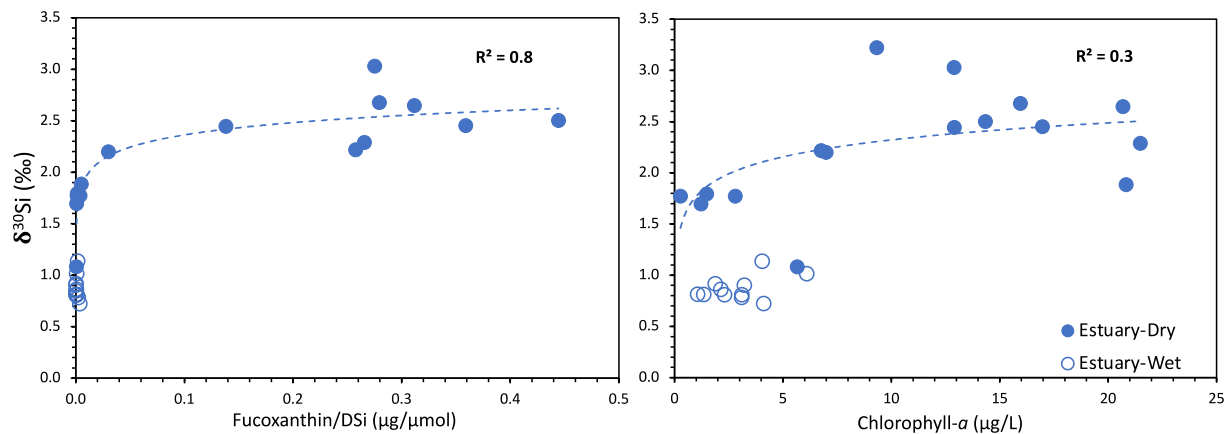 3.5
3.0
2.5
2.0
1.5
1.0
0.5
0.0
δ³⁰Si (‰)
R² = 0.8
0.0 0.1 0.2 0.3 0.4 0.5
Fucoxanthin/DSi (µg/µmol)
3.5
3.0
2.5
2.0
1.5
1.0
0.5
0.0
R² = 0.3
Estuary-Dry
Estuary-Wet
0 5 10 15 20 25
Chlorophyll-a (µg/L)